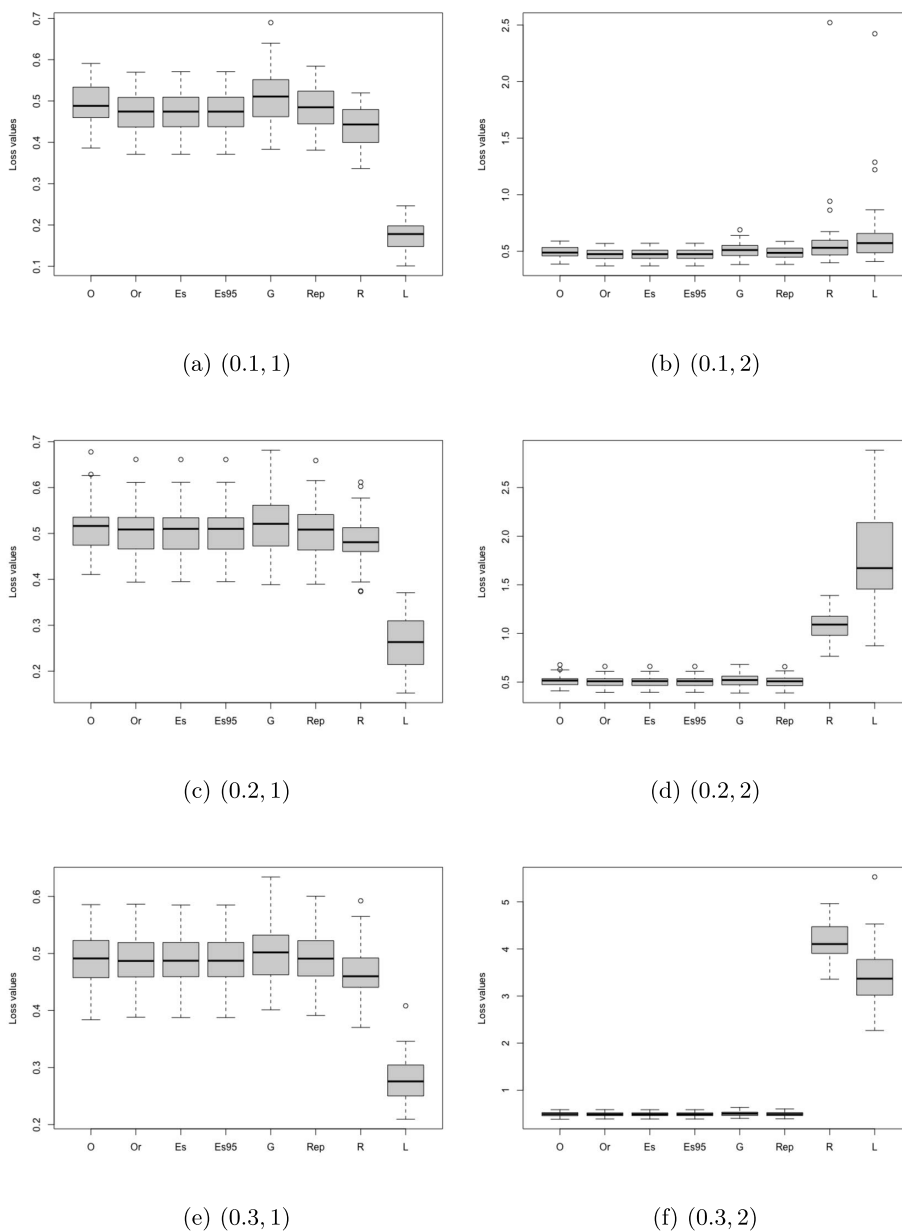 0.7
0.6
0.5
0.4
0.3
0.2
0.1
Loss values
O Or Es Es95 G Rep R L
(a) (0.1, 1)
2.5
2.0
1.5
1.0
0.5
Loss values
O Or Es Es95 G Rep R L
(b) (0.1, 2)
0.7
0.6
0.5
0.4
0.3
0.2
Loss values
O Or Es Es95 G Rep R L
(c) (0.2, 1)
2.5
2.0
1.5
1.0
0.5
Loss values
O Or Es Es95 G Rep R L
(d) (0.2, 2)
0.6
0.5
0.4
0.3
0.2
Loss values
O Or Es Es95 G Rep R L
(e) (0.3, 1)
5
4
3
2
1
Loss values
O Or Es Es95 G Rep R L
(f) (0.3, 2)